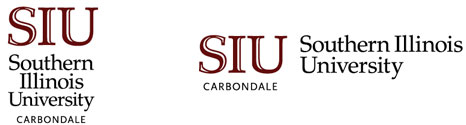 SIU
Southern
Illinois
University
CARBONDALE
SIU
CARBONDALE
Southern Illinois
University